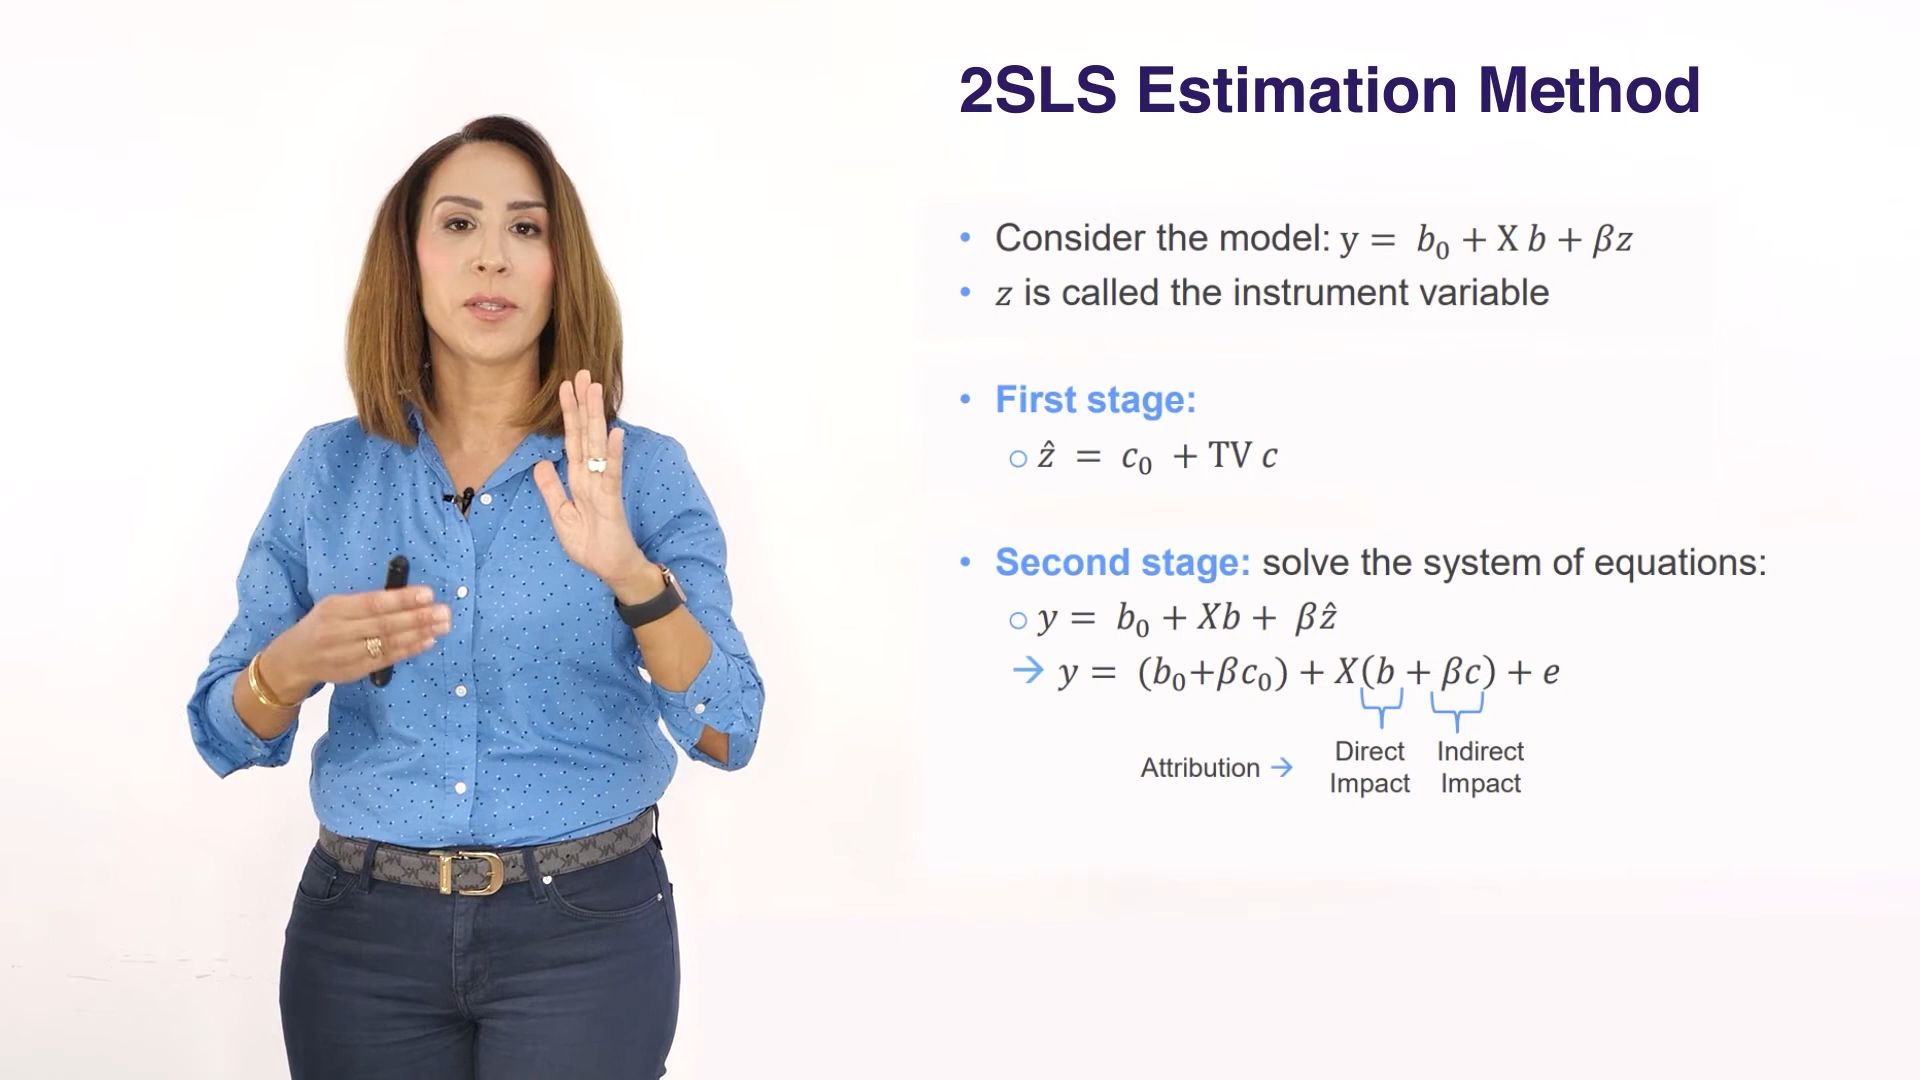 2SLS Estimation Method
• Consider the model: y = b₀ + X b + βz
• z is called the instrument variable
• First stage:
○ ẑ = c₀ + TV c
• Second stage: solve the system of equations:
○ y = b₀ + Xb + βẑ
→ y = (b₀+βc₀) + X(b + βc) + e
Attribution → Direct Impact Indirect Impact